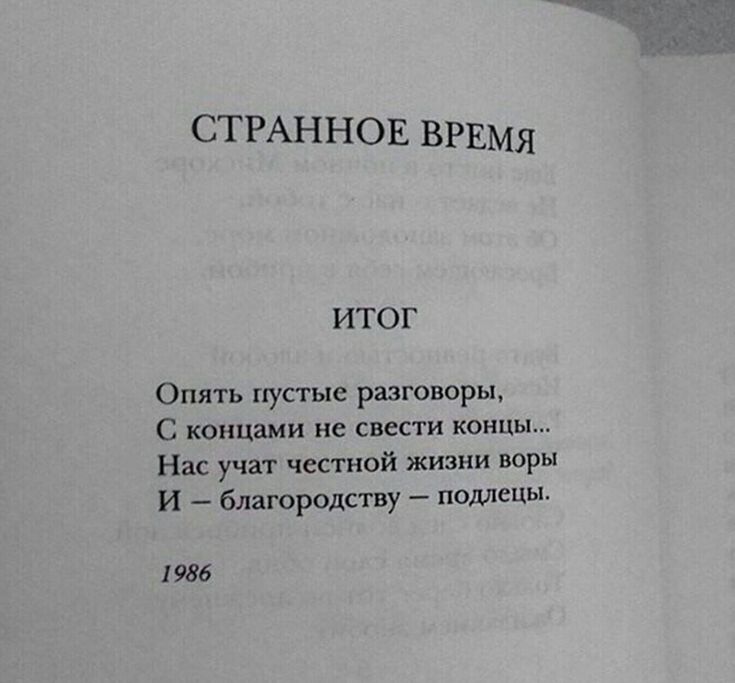 СТРАННОЕ ВРЕМЯ
ИТОГ
Опять пустые разговоры,
С концами не свести концы...
Нас учат честной жизни воры
И — благородству — подлецы.
1986